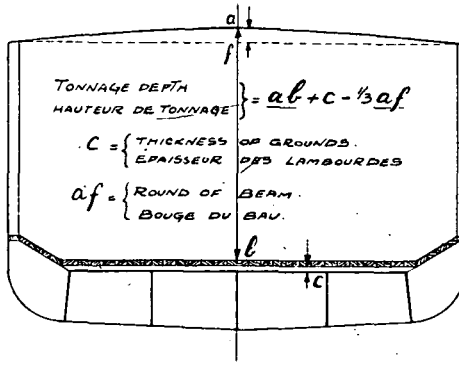 a
f
TONNAGE DEPTH
HAUTEUR DE TONNAGE } = ab + c - 1/3 af
c = { THICKNESS OF GROUNDS.
EPAISSEUR DES LAMBOURDES
af = { ROUND OF BEAM.
BOUGE DU BAU.
b
c